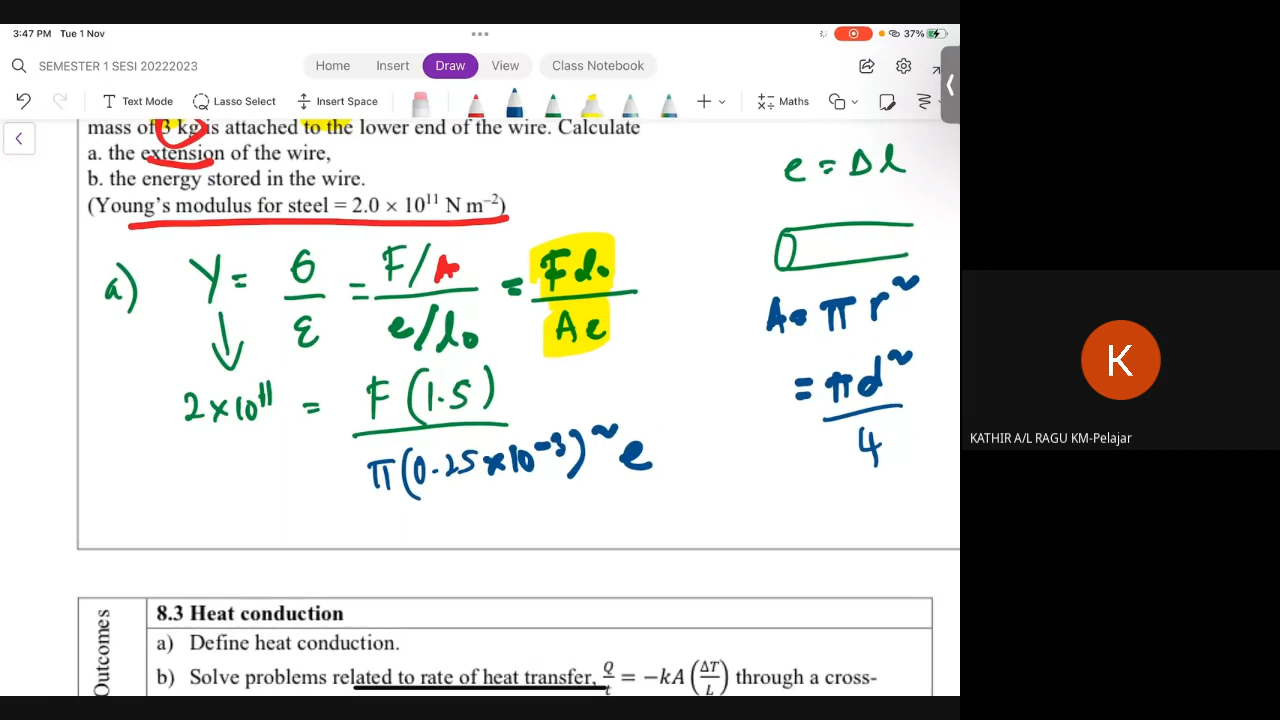 3:47 PM Tue 1 Nov
37%
SEMESTER 1 SESI 20222023
Home Insert Draw View Class Notebook
Text Mode Lasso Select Insert Space Maths
mass of 3 kg is attached to the lower end of the wire. Calculate
a. the extension of the wire,
b. the energy stored in the wire.
(Young's modulus for steel = 2.0 × 10¹¹ N m⁻²)
e = Δl
a) Y = σ/ε = (F/A)/(e/l₀) = Fl₀/Ae
A = πr²
= πd²/4
2×10¹¹ = F(1.5)/π(0.25×10⁻³)²e
8.3 Heat conduction
a) Define heat conduction.
b) Solve problems related to rate of heat transfer, Q/t = −kA(ΔT/L) through a cross-
Outcomes
K
KATHIR A/L RAGU KM-Pelajar